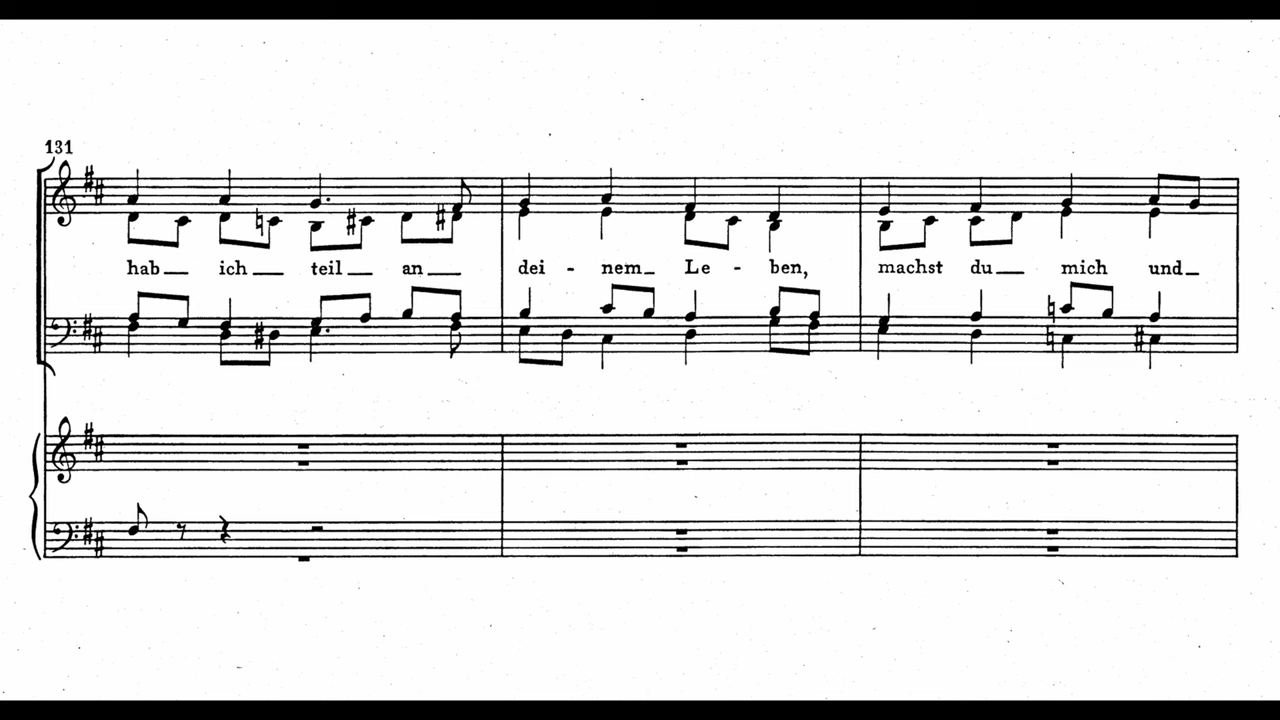 131
hab ich teil an dei - nem Le - ben, machst du mich und